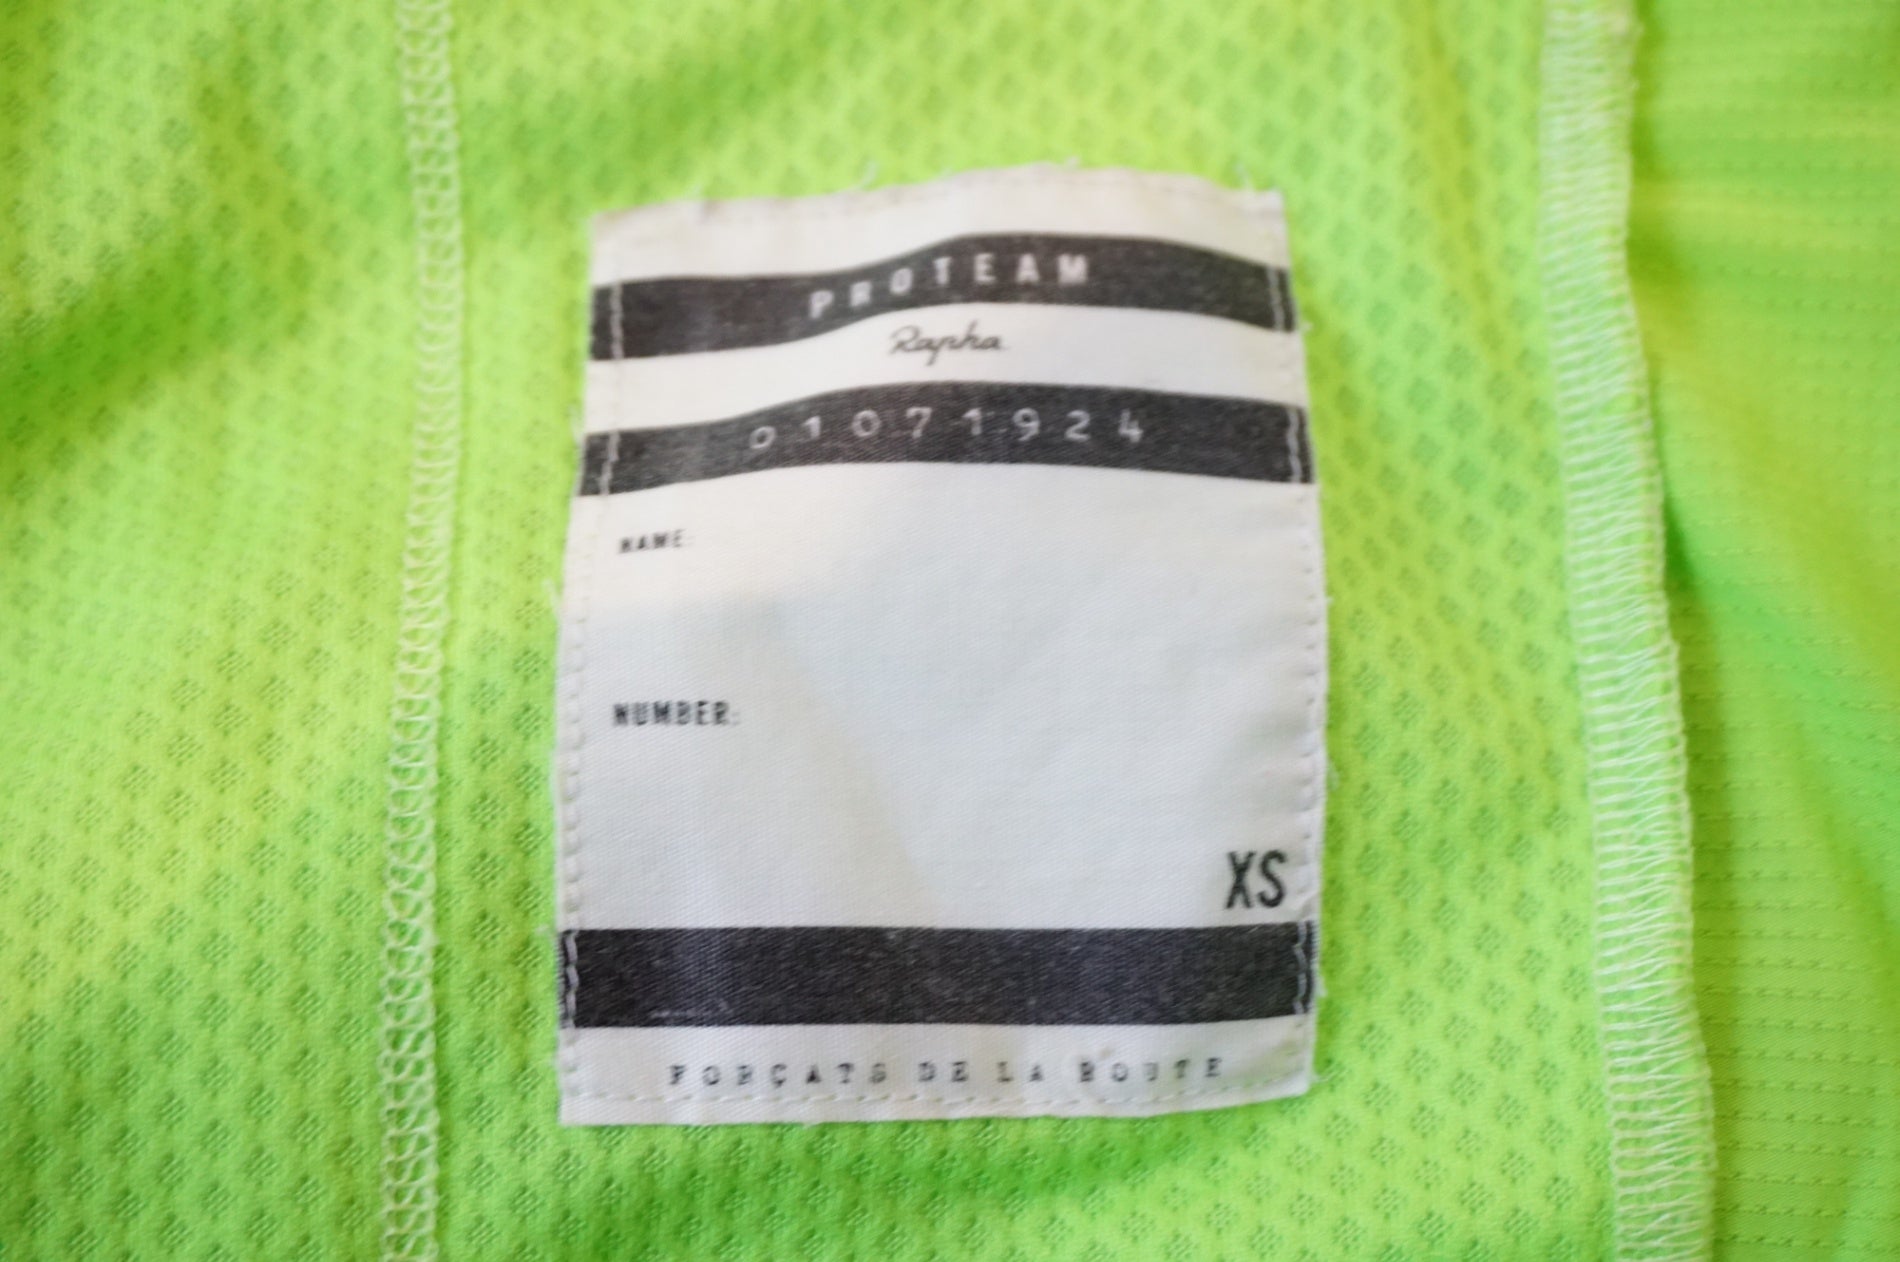 PROTEAM
Rapha
01071924
NAME:
NUMBER:
XS
FORÇATS DE LA ROUTE